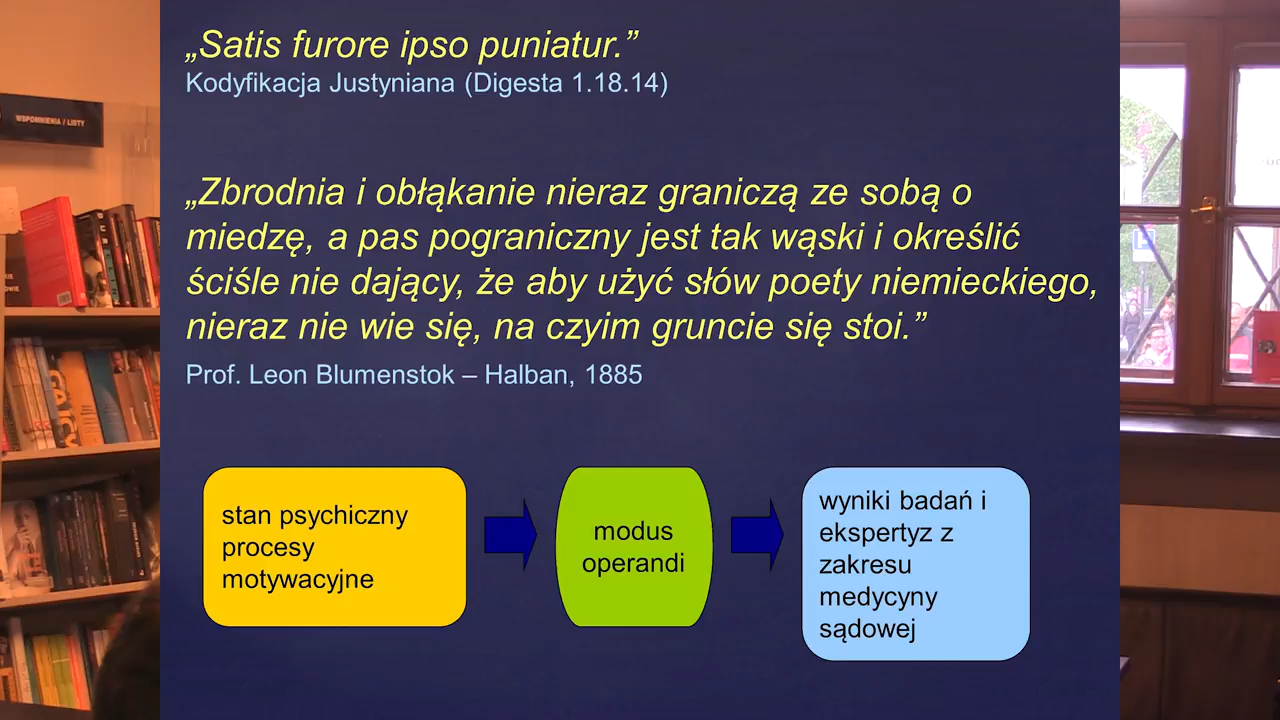 „Satis furore ipso puniatur.”
Kodyfikacja Justyniana (Digesta 1.18.14)
„Zbrodnia i obłąkanie nieraz graniczą ze sobą o
miedzę, a pas pograniczny jest tak wąski i określić
ściśle nie dający, że aby użyć słów poety niemieckiego,
nieraz nie wie się, na czyim gruncie się stoi.”
Prof. Leon Blumenstok – Halban, 1885
stan psychiczny
procesy
motywacyjne
modus
operandi
wyniki badań i
ekspertyz z
zakresu
medycyny
sądowej
WSPOMNIENIA / LISTY